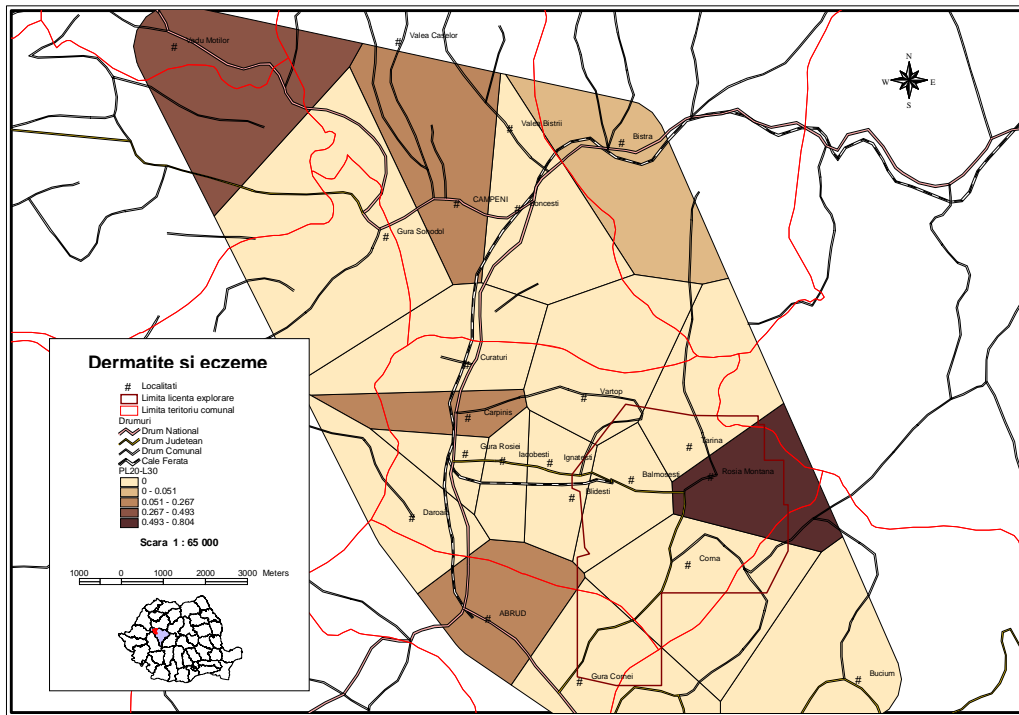 Vadu Motilor
Valea Caselor
N
W E
S
Valea Bistrii
Bistra
CAMPENI
Boncesti
Gura Sohodol
Curaturi
Vartop
Carpinis
Gura Rosiei
Iacobesti
Ignatesti
Tarina
Balmosesti
Rosia Montana
Blidesti
Daroaia
Corna
ABRUD
Gura Cornei
Bucium
Dermatite si eczeme
# Localitati
Limita licenta explorare
Limita teritoriu comunal
Drumuri
Drum National
Drum Judetean
Drum Comunal
Cale Ferata
PL20-L30
0
0 - 0.051
0.051 - 0.267
0.267 - 0.493
0.493 - 0.804
Scara 1 : 65 000
1000 0 1000 2000 3000 Meters